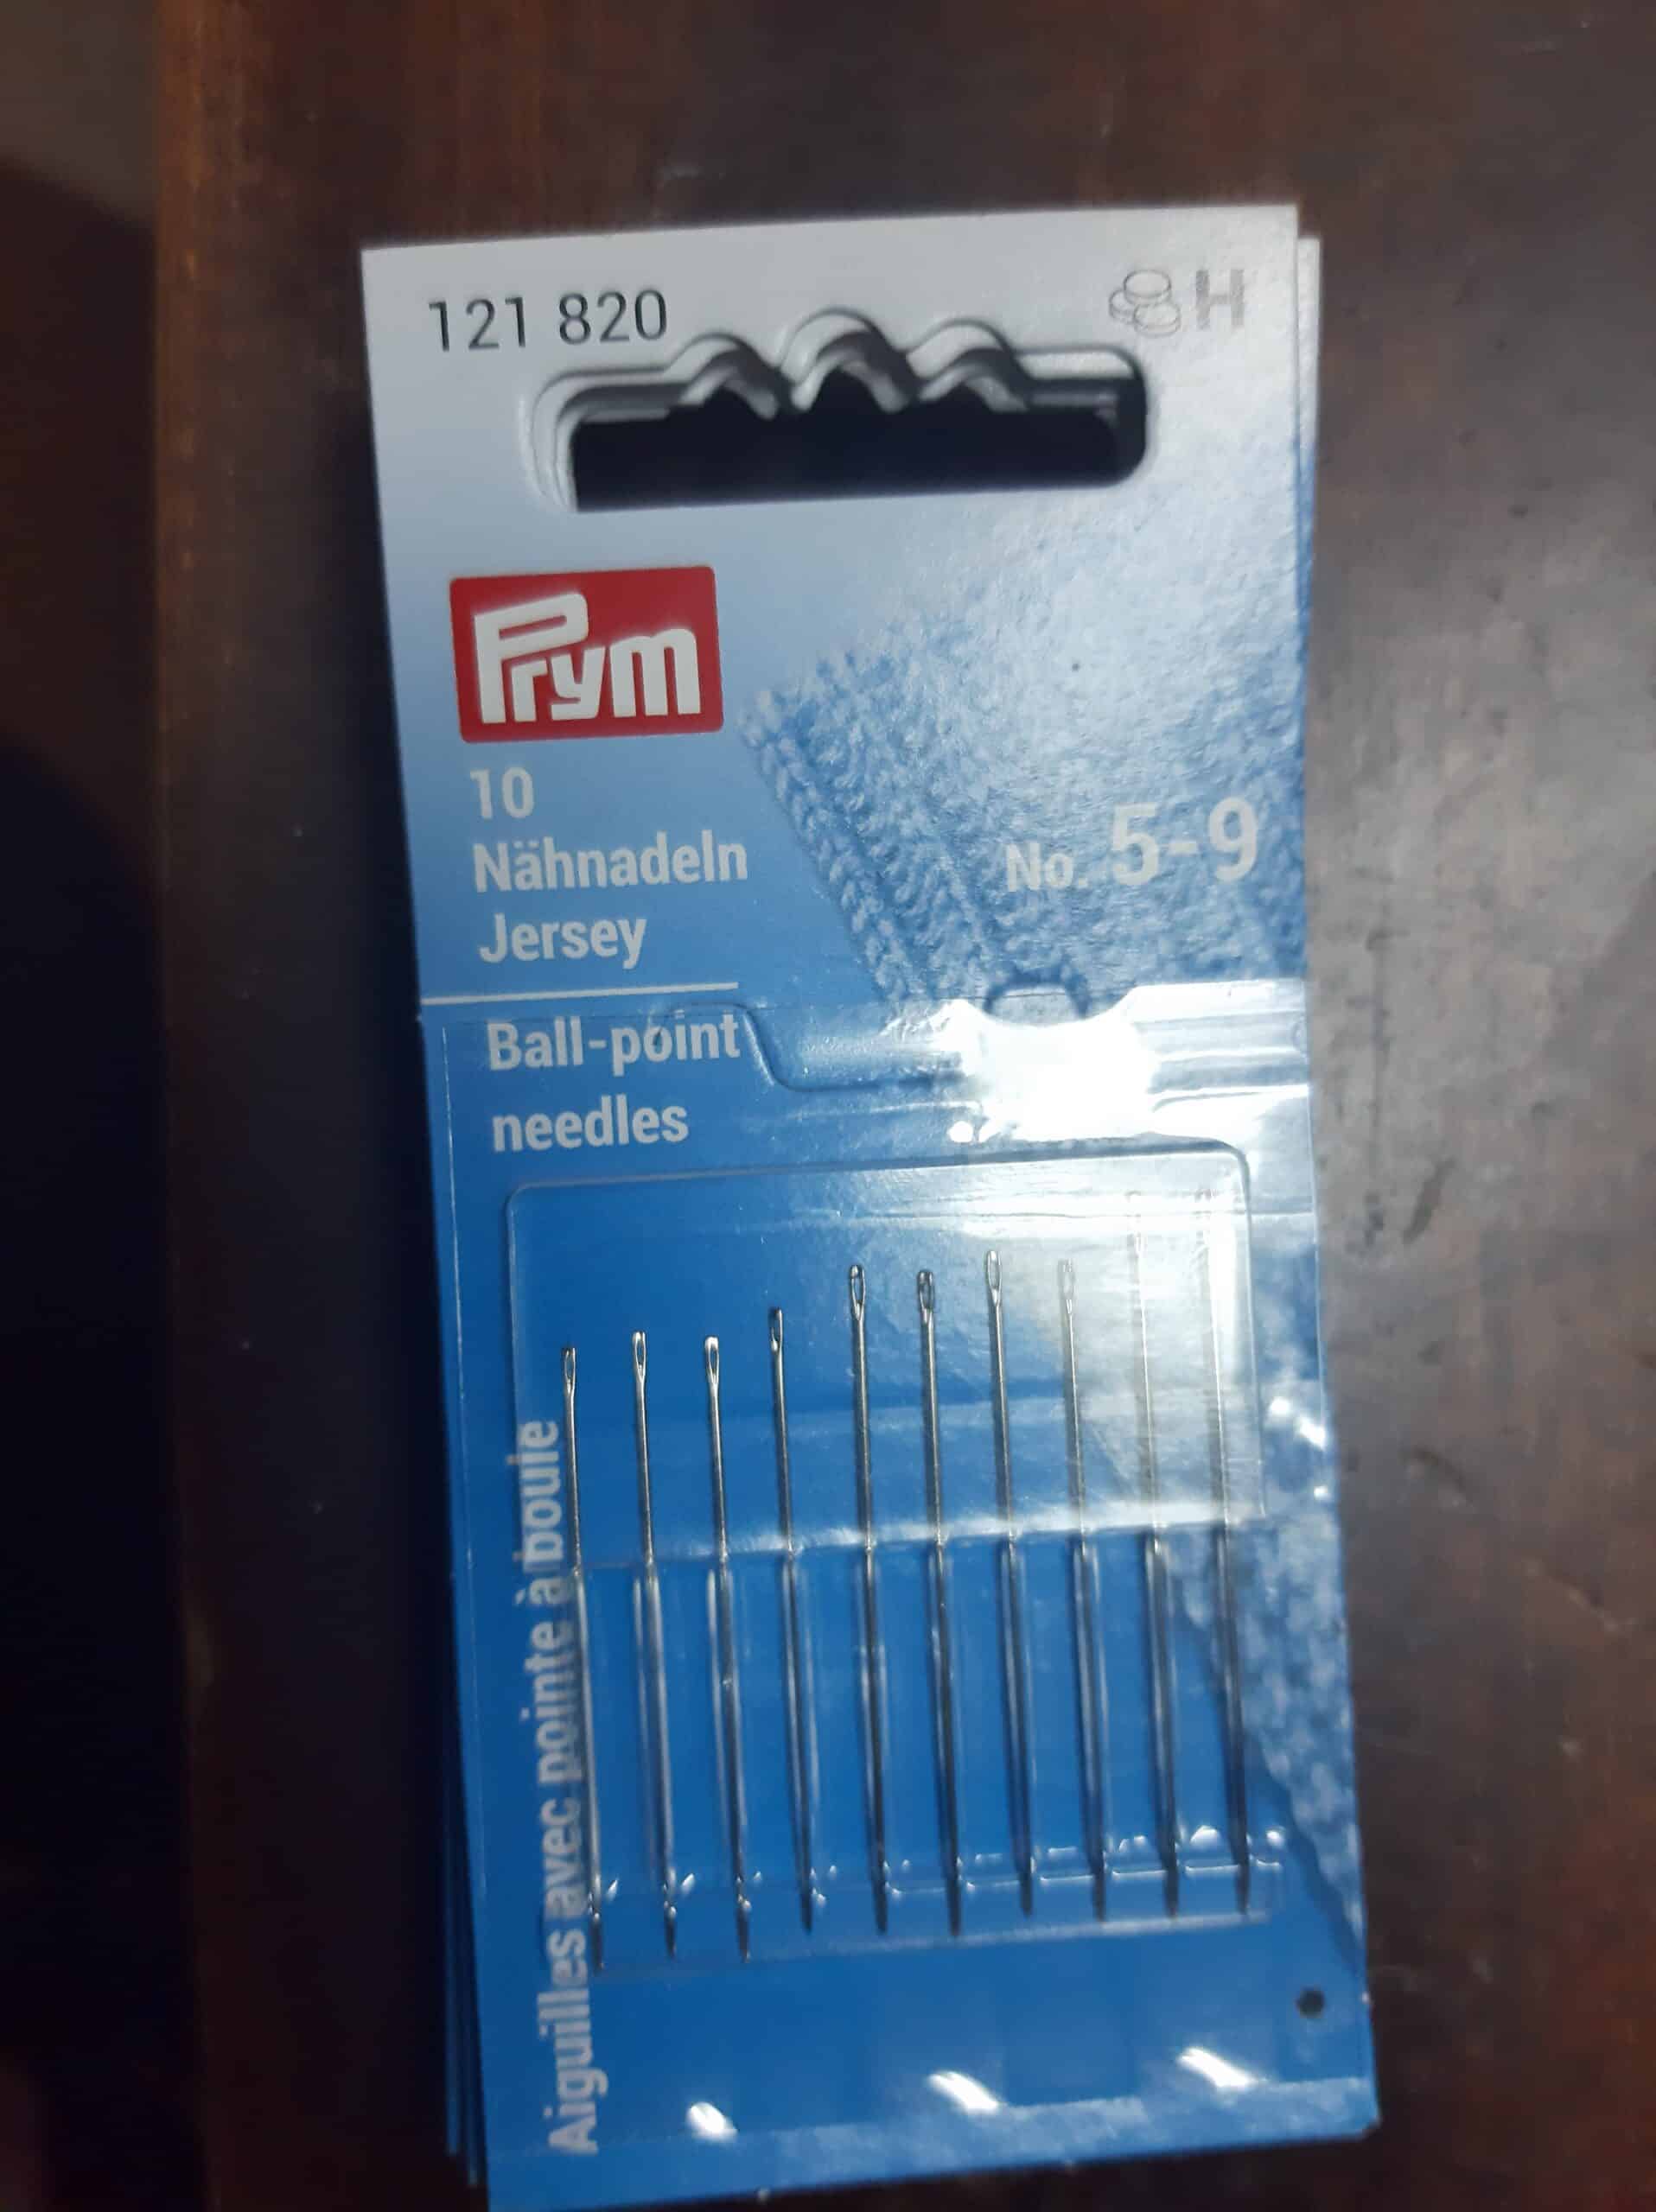 121 820
H
Prym
10
Nähnadeln
Jersey
No. 5-9
Ball-point
needles
Aiguilles avec pointe à boule